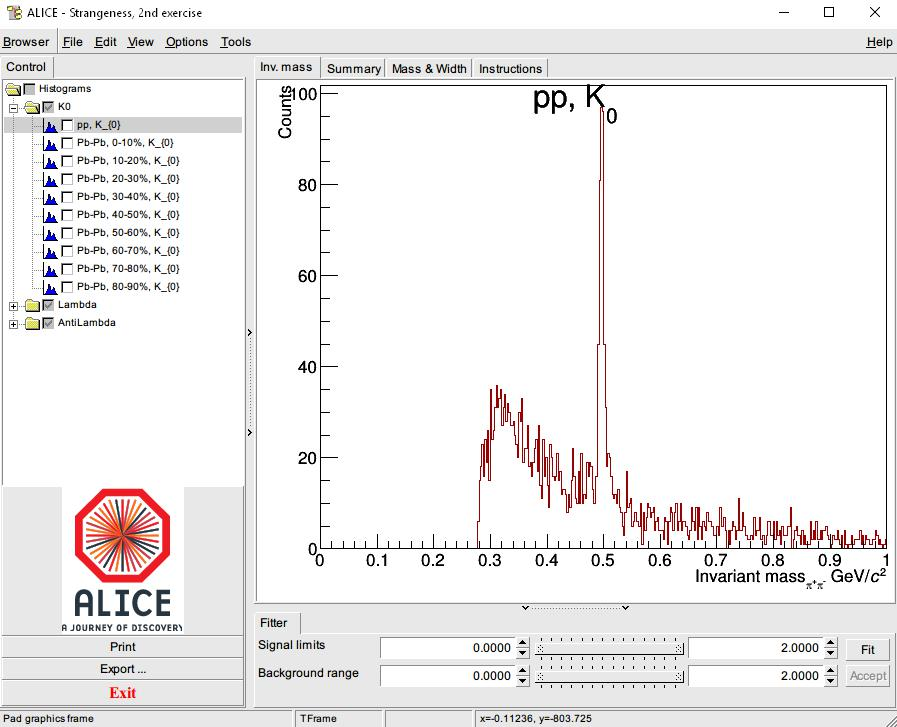 ALICE - Strangeness, 2nd exercise
Browser File Edit View Options Tools Help
Control
Inv. mass Summary Mass & Width Instructions
Histograms
K0
pp, K_{0}
Pb-Pb, 0-10%, K_{0}
Pb-Pb, 10-20%, K_{0}
Pb-Pb, 20-30%, K_{0}
Pb-Pb, 30-40%, K_{0}
Pb-Pb, 40-50%, K_{0}
Pb-Pb, 50-60%, K_{0}
Pb-Pb, 60-70%, K_{0}
Pb-Pb, 70-80%, K_{0}
Pb-Pb, 80-90%, K_{0}
Lambda
AntiLambda
ALICE
A JOURNEY OF DISCOVERY
Print
Export ...
Exit
pp, K0
Counts
100
80
60
40
20
0
0 0.1 0.2 0.3 0.4 0.5 0.6 0.7 0.8 0.9 1
Invariant mass π+π- GeV/c2
Fitter
Signal limits 0.0000 2.0000 Fit
Background range 0.0000 2.0000 Accept
Pad graphics frame TFrame x=-0.11236, y=-803.725